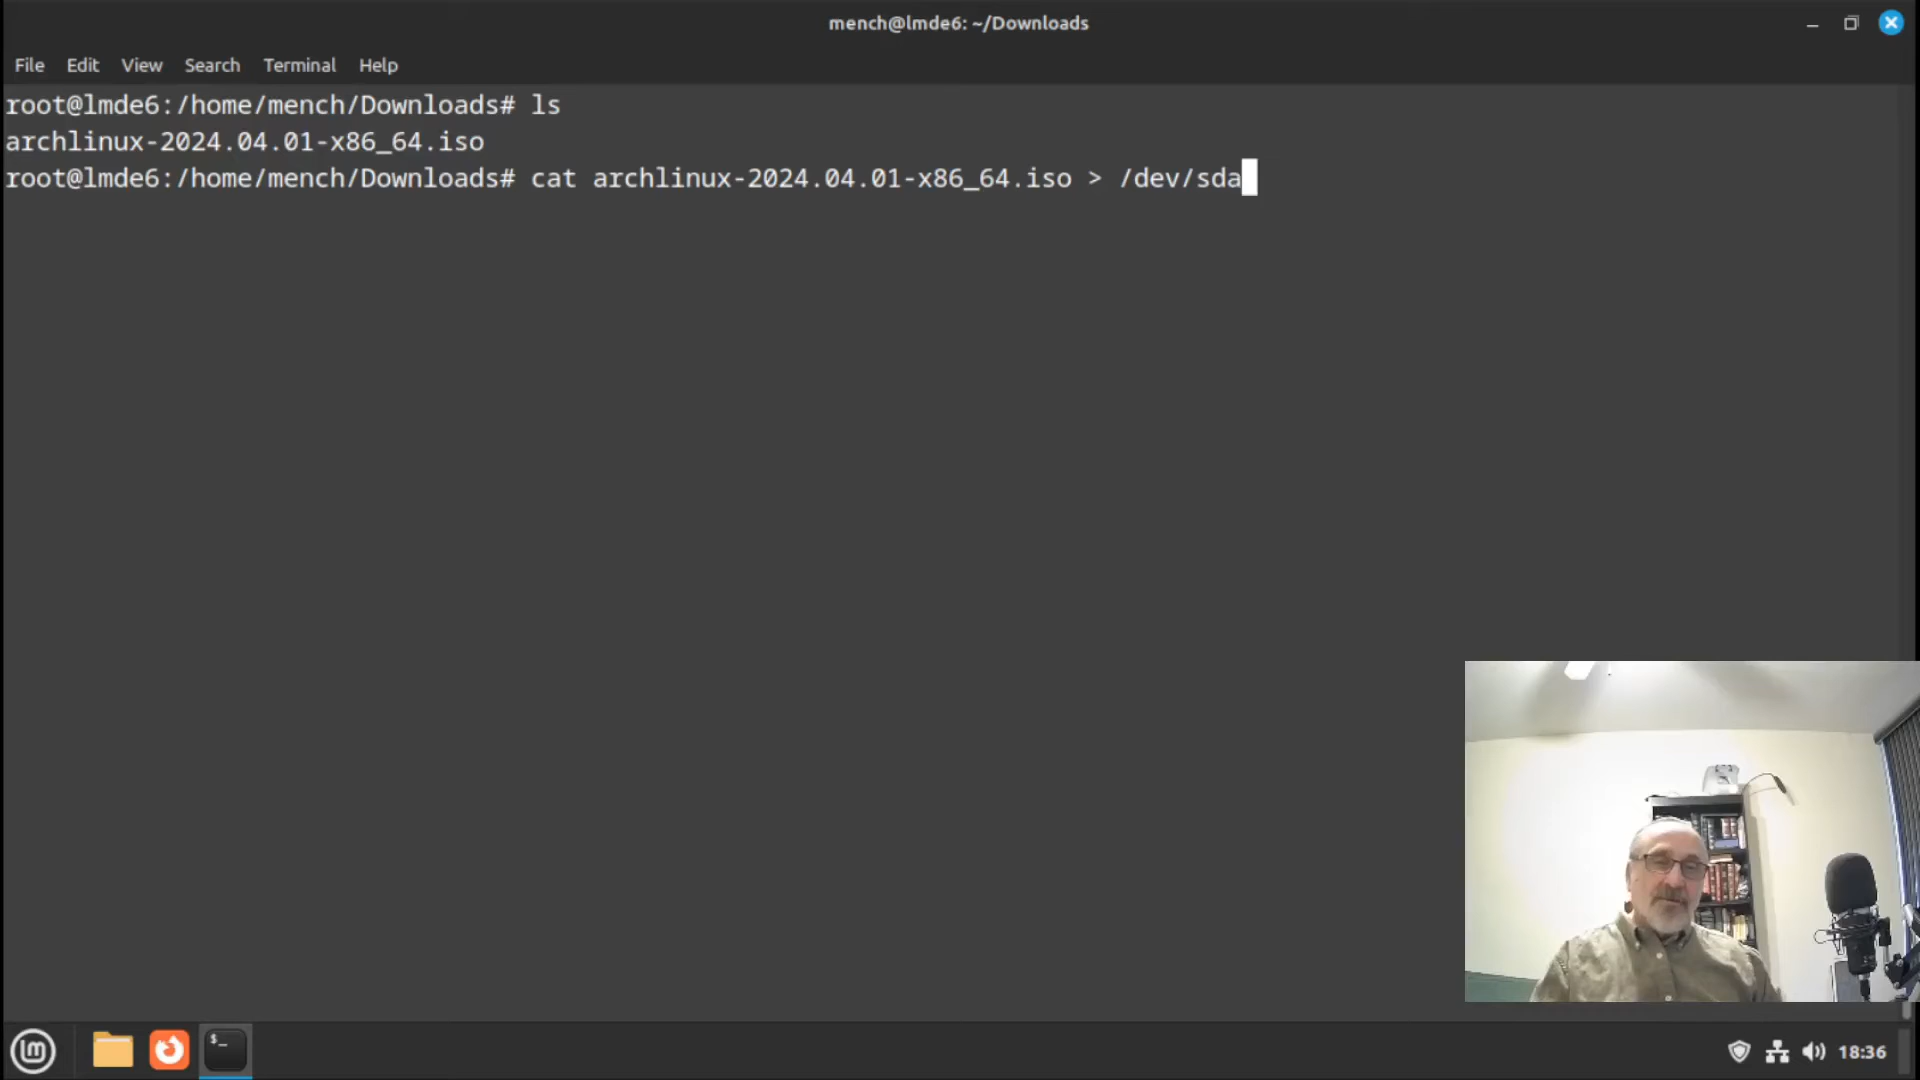 mench@lmde6: ~/Downloads
File Edit View Search Terminal Help
root@lmde6:/home/mench/Downloads# ls
archlinux-2024.04.01-x86_64.iso
root@lmde6:/home/mench/Downloads# cat archlinux-2024.04.01-x86_64.iso > /dev/sda
$_
18:36